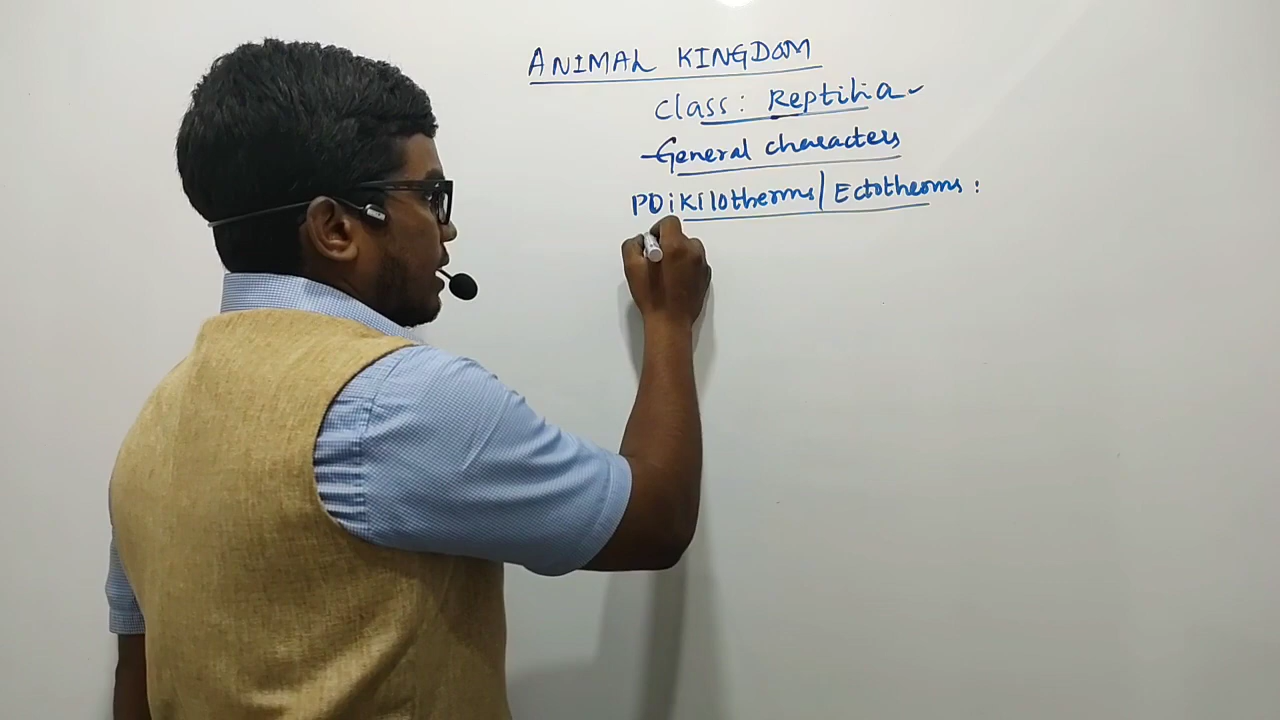 ANIMAL KINGDOM
Class: Reptilia
General characters
POiKilotherms/Ectotherms: